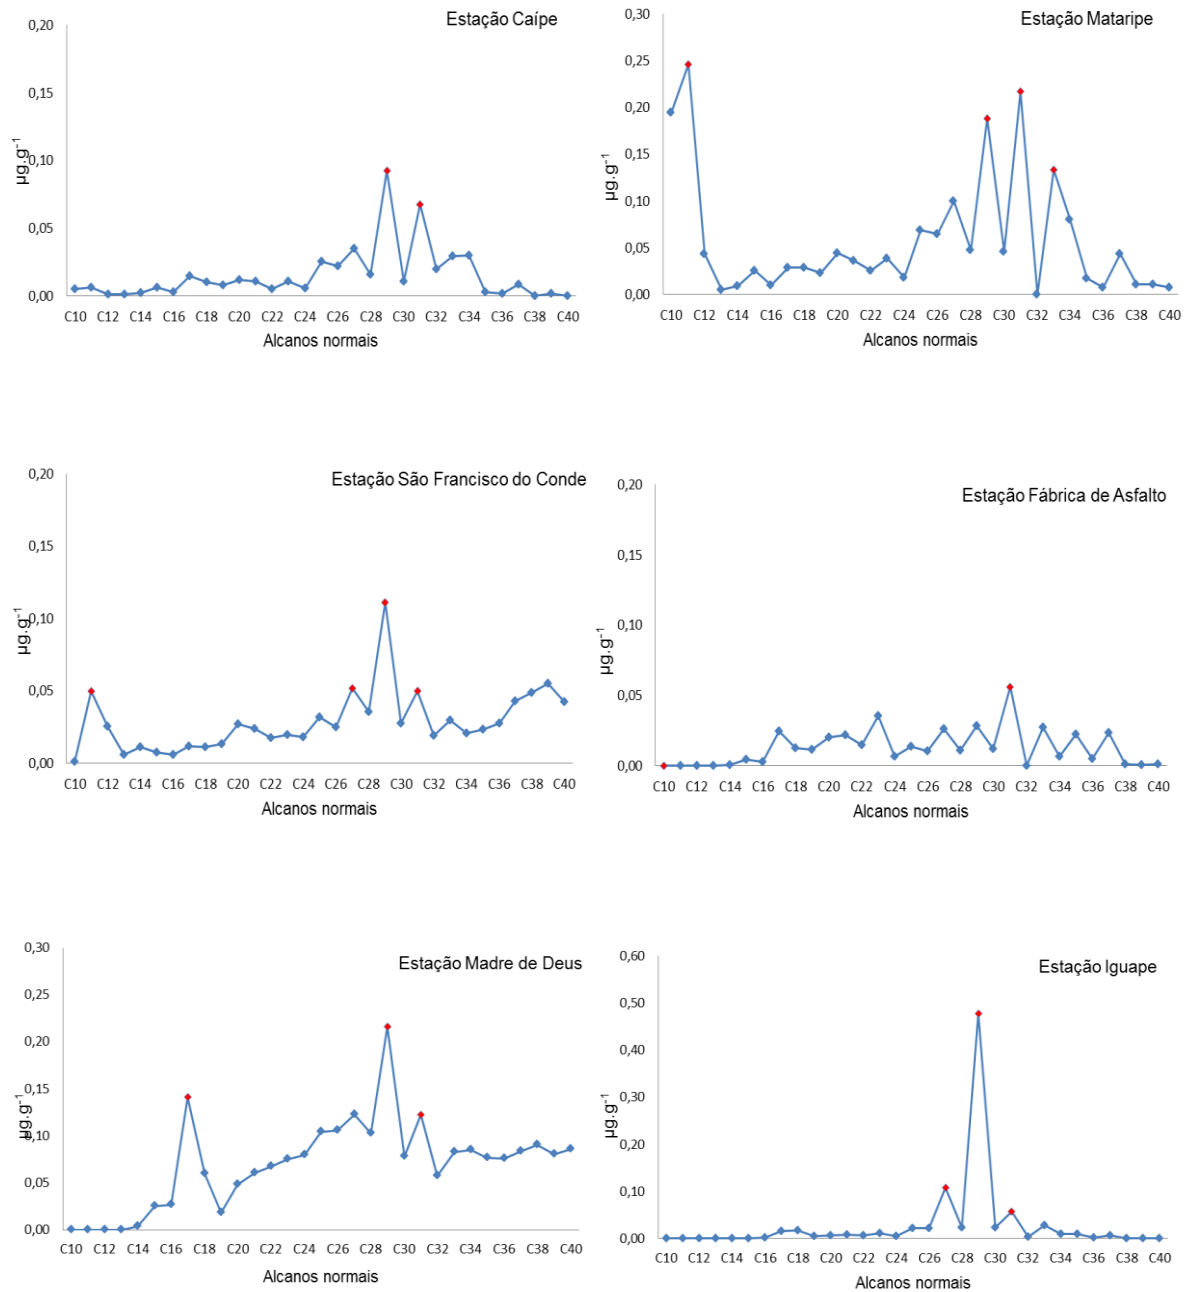 Estação Caípe
0,20
0,15
0,10
0,05
0,00
µg.g-1
C10 C12 C14 C16 C18 C20 C22 C24 C26 C28 C30 C32 C34 C36 C38 C40
Alcanos normais
Estação Mataripe
0,30
0,25
0,20
0,15
0,10
0,05
0,00
µg.g-1
C10 C12 C14 C16 C18 C20 C22 C24 C26 C28 C30 C32 C34 C36 C38 C40
Alcanos normais
Estação São Francisco do Conde
0,20
0,15
0,10
0,05
0,00
µg.g-1
C10 C12 C14 C16 C18 C20 C22 C24 C26 C28 C30 C32 C34 C36 C38 C40
Alcanos normais
Estação Fábrica de Asfalto
0,20
0,15
0,10
0,05
0,00
µg.g-1
C10 C12 C14 C16 C18 C20 C22 C24 C26 C28 C30 C32 C34 C36 C38 C40
Alcanos normais
Estação Madre de Deus
0,30
0,25
0,20
0,15
0,10
0,05
0,00
µg.g-1
C10 C12 C14 C16 C18 C20 C22 C24 C26 C28 C30 C32 C34 C36 C38 C40
Alcanos normais
Estação Iguape
0,60
0,50
0,40
0,30
0,20
0,10
0,00
µg.g-1
C10 C12 C14 C16 C18 C20 C22 C24 C26 C28 C30 C32 C34 C36 C38 C40
Alcanos normais